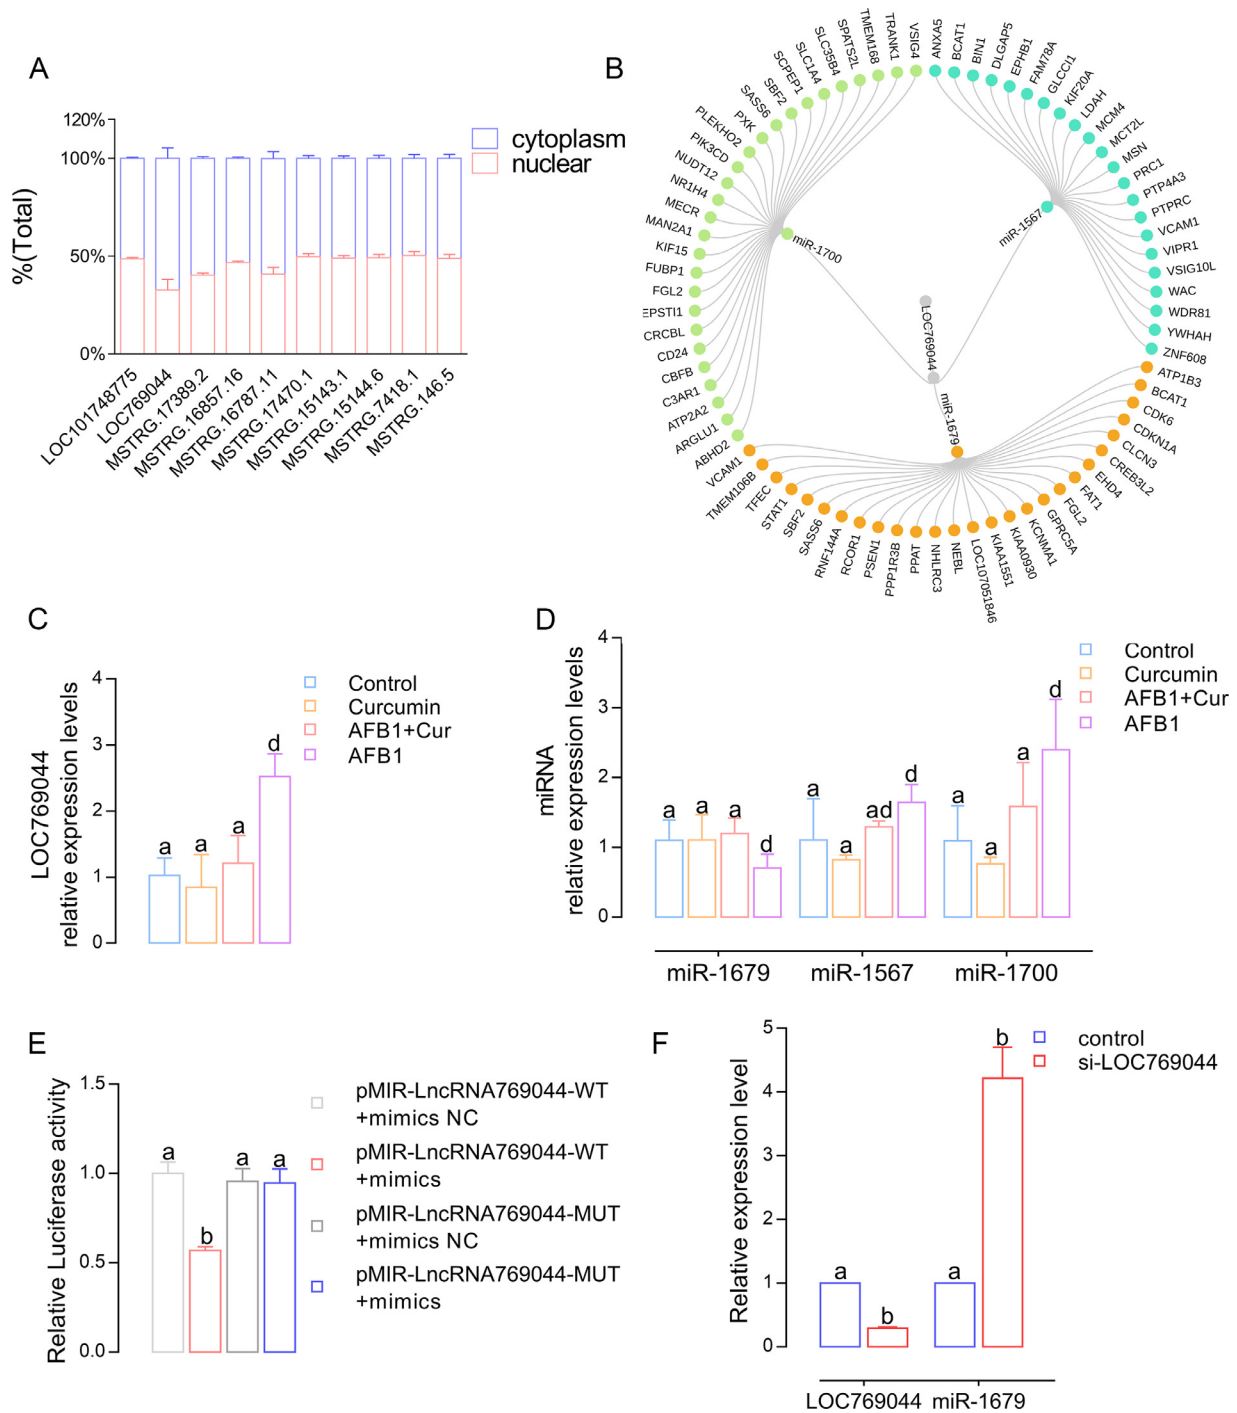 A
120%
100%
50%
0%
%(Total)
cytoplasm
nuclear
LOC101748775
LOC769044
MSTRG.17389.2
MSTRG.16857.16
MSTRG.16787.11
MSTRG.17470.1
MSTRG.15143.1
MSTRG.15144.6
MSTRG.7418.1
MSTRG.146.5
B
ANXA5
BCAT1
BIN1
DLGAP5
EPHB1
FAM78A
GLCCI1
KIF20A
LDAH
MCM4
MCT2L
MSN
PRC1
PTP4A3
PTPRC
VCAM1
VIPR1
VSIG10L
WAC
WDR81
YWHAH
ZNF608
ATP1B3
BCAT1
CDK6
CDKN1A
CLCN3
CREB3L2
EHD4
FAT1
FGL2
GPRC5A
KCNMA1
KIAA0930
KIAA1551
LOC107051846
NEBL
NHLRC3
PPAT
PPP1R3B
PSEN1
RCOR1
RNF144A
SASS6
SBF2
STAT1
TFEC
TMEM106B
VCAM1
ABHD2
ARGLU1
ATP2A2
C3AR1
CBFB
CD24
CRCBL
EPSTI1
FGL2
FUBP1
KIF15
MAN2A1
MECR
NR1H4
NUDT12
PIK3CD
PLEKHO2
PXK
SASS6
SBF2
SCPEP1
SLC1A4
SLC35B4
SPATS2L
TMEM168
TRANK1
VSIG4
miR-1700
miR-1567
LOC769044
miR-1679
C
LOC769044
relative expression levels
4
3
2
1
0
a
a
a
d
Control
Curcumin
AFB1+Cur
AFB1
D
miRNA
relative expression levels
4
3
2
1
0
a
a
a
d
a
a
ad
d
a
a
a
d
miR-1679
miR-1567
miR-1700
Control
Curcumin
AFB1+Cur
AFB1
E
Relative Luciferase activity
1.5
1.0
0.5
0.0
a
b
a
a
pMIR-LncRNA769044-WT
+mimics NC
pMIR-LncRNA769044-WT
+mimics
pMIR-LncRNA769044-MUT
+mimics NC
pMIR-LncRNA769044-MUT
+mimics
F
Relative expression level
5
4
3
2
1
0
a
b
a
b
LOC769044
miR-1679
control
si-LOC769044